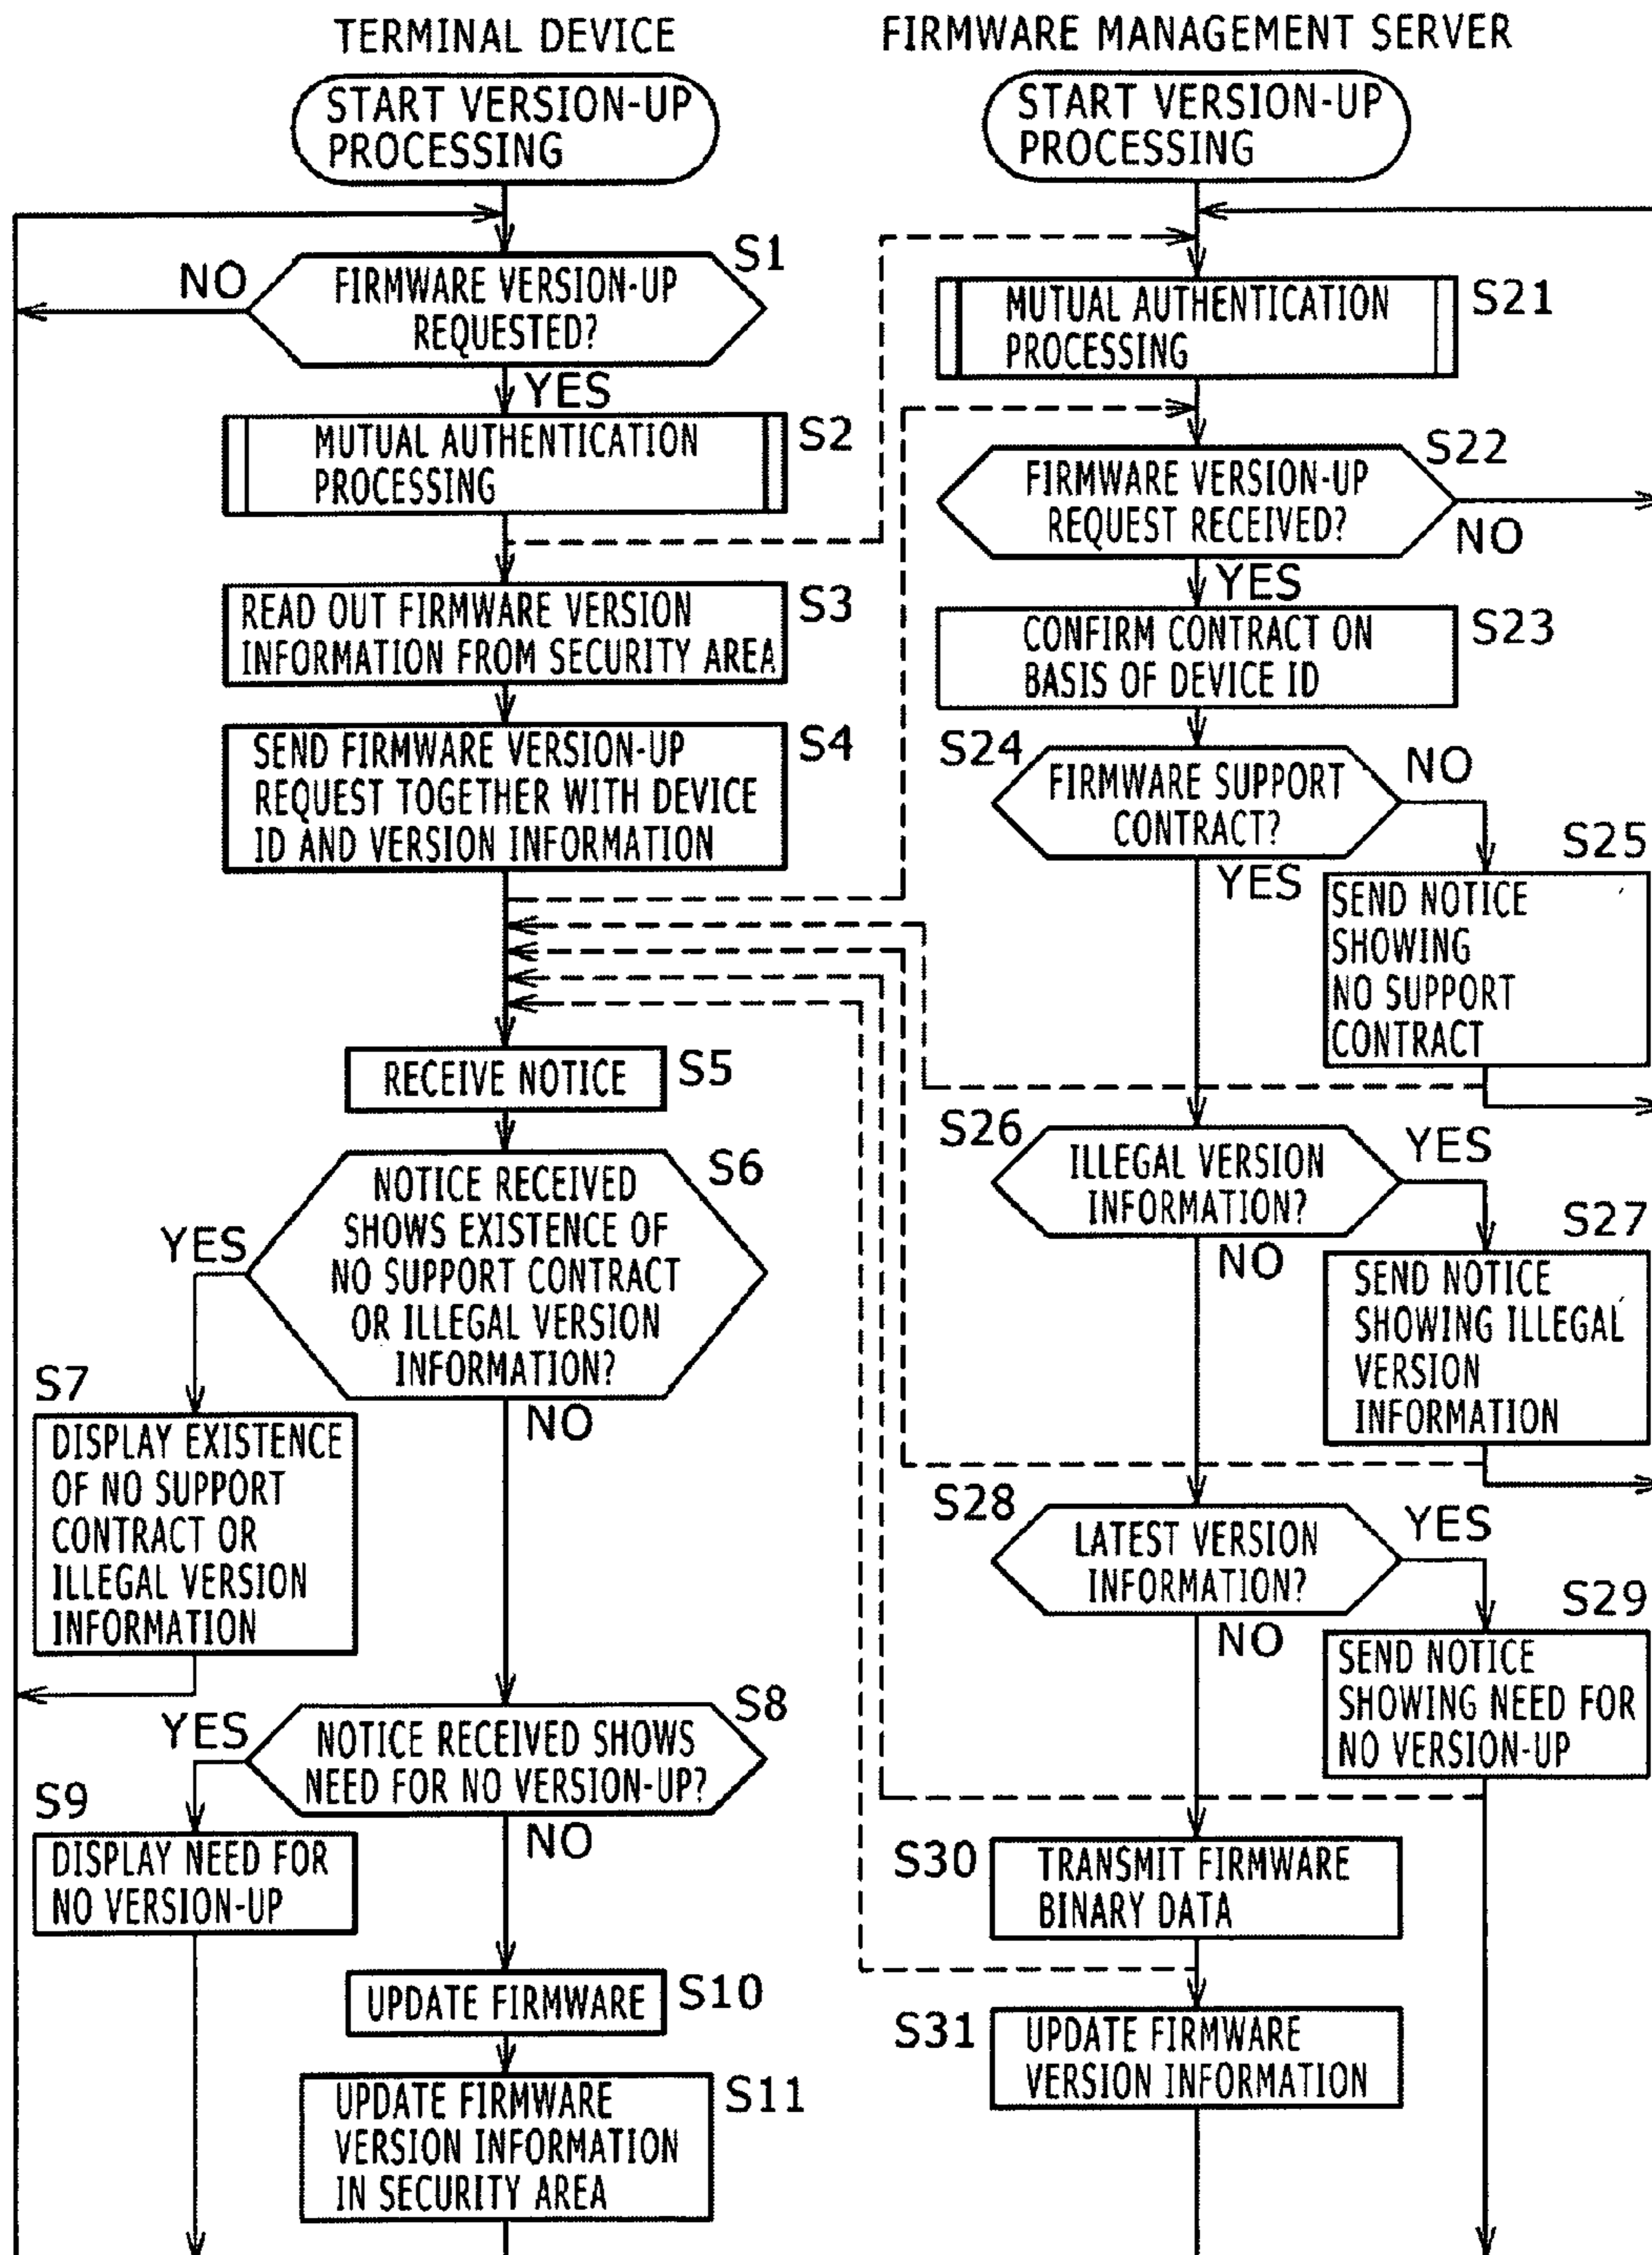 TERMINAL DEVICE
START VERSION-UP
PROCESSING
S1
NO
FIRMWARE VERSION-UP
REQUESTED?
YES
S2
MUTUAL AUTHENTICATION
PROCESSING
S3
READ OUT FIRMWARE VERSION
INFORMATION FROM SECURITY AREA
S4
SEND FIRMWARE VERSION-UP
REQUEST TOGETHER WITH DEVICE
ID AND VERSION INFORMATION
RECEIVE NOTICE
S5
S6
NOTICE RECEIVED
SHOWS EXISTENCE OF
NO SUPPORT CONTRACT
OR ILLEGAL VERSION
INFORMATION?
YES
NO
S7
DISPLAY EXISTENCE
OF NO SUPPORT
CONTRACT OR
ILLEGAL VERSION
INFORMATION
S8
YES
NOTICE RECEIVED SHOWS
NEED FOR NO VERSION-UP?
NO
S9
DISPLAY NEED FOR
NO VERSION-UP
UPDATE FIRMWARE
S10
S11
UPDATE FIRMWARE
VERSION INFORMATION
IN SECURITY AREA
FIRMWARE MANAGEMENT SERVER
START VERSION-UP
PROCESSING
S21
MUTUAL AUTHENTICATION
PROCESSING
S22
FIRMWARE VERSION-UP
REQUEST RECEIVED?
NO
YES
S23
CONFIRM CONTRACT ON
BASIS OF DEVICE ID
S24
FIRMWARE SUPPORT
CONTRACT?
NO
YES
S25
SEND NOTICE
SHOWING
NO SUPPORT
CONTRACT
S26
ILLEGAL VERSION
INFORMATION?
YES
NO
S27
SEND NOTICE
SHOWING ILLEGAL
VERSION
INFORMATION
S28
LATEST VERSION
INFORMATION?
YES
NO
S29
SEND NOTICE
SHOWING NEED FOR
NO VERSION-UP
S30
TRANSMIT FIRMWARE
BINARY DATA
S31
UPDATE FIRMWARE
VERSION INFORMATION